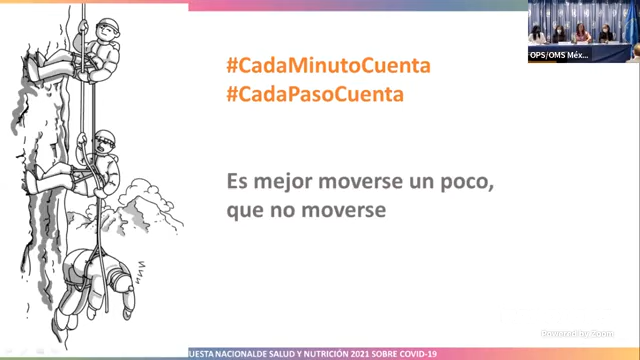 #CadaMinutoCuenta
#CadaPasoCuenta
Es mejor moverse un poco,
que no moverse
OPS/OMS Méx...
Powered by Zoom
UESTA NACIONALDE SALUD Y NUTRICIÓN 2021 SOBRE COVID-19